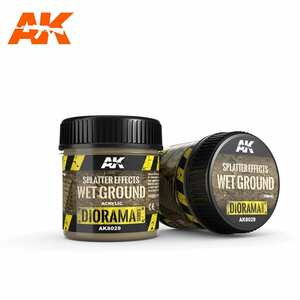 AK
AK
SPLATTER EFFECTS
WET GROUND
ACRYLIC
DIORAMA
AK8029
AK
SPLATTER EFFECTS
WET GROUND
DIORAMA